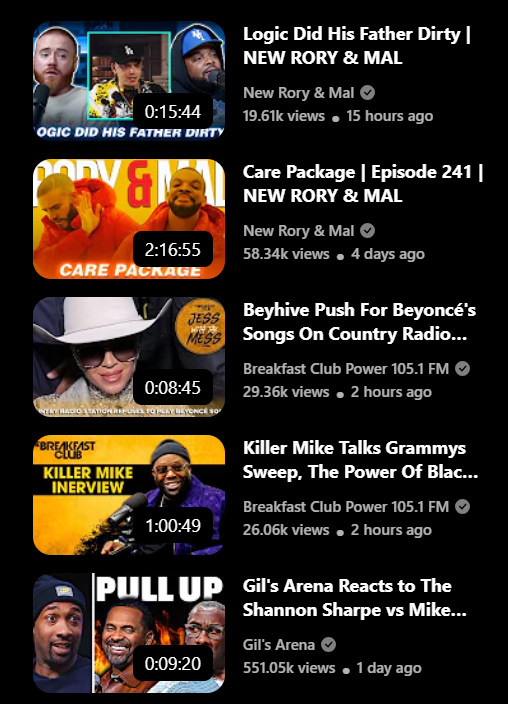 LOGIC DID HIS FATHER DIRTY
0:15:44
Logic Did His Father Dirty |
NEW RORY & MAL
New Rory & Mal
19.61k views • 15 hours ago
RORY & MAL
CARE PACKAGE
2:16:55
Care Package | Episode 241 |
NEW RORY & MAL
New Rory & Mal
58.34k views • 4 days ago
JESS
WITH THE
MESS
0:08:45
NTRY RADIO STATION REFUSES TO PLAY BEYONCÉ SO
Beyhive Push For Beyoncé's
Songs On Country Radio...
Breakfast Club Power 105.1 FM
29.36k views • 2 hours ago
BREAKFAST
CLUB
KILLER MIKE
INERVIEW
1:00:49
Killer Mike Talks Grammys
Sweep, The Power Of Blac...
Breakfast Club Power 105.1 FM
26.06k views • 2 hours ago
PULL UP
0:09:20
Gil's Arena Reacts to The
Shannon Sharpe vs Mike...
Gil's Arena
551.05k views • 1 day ago